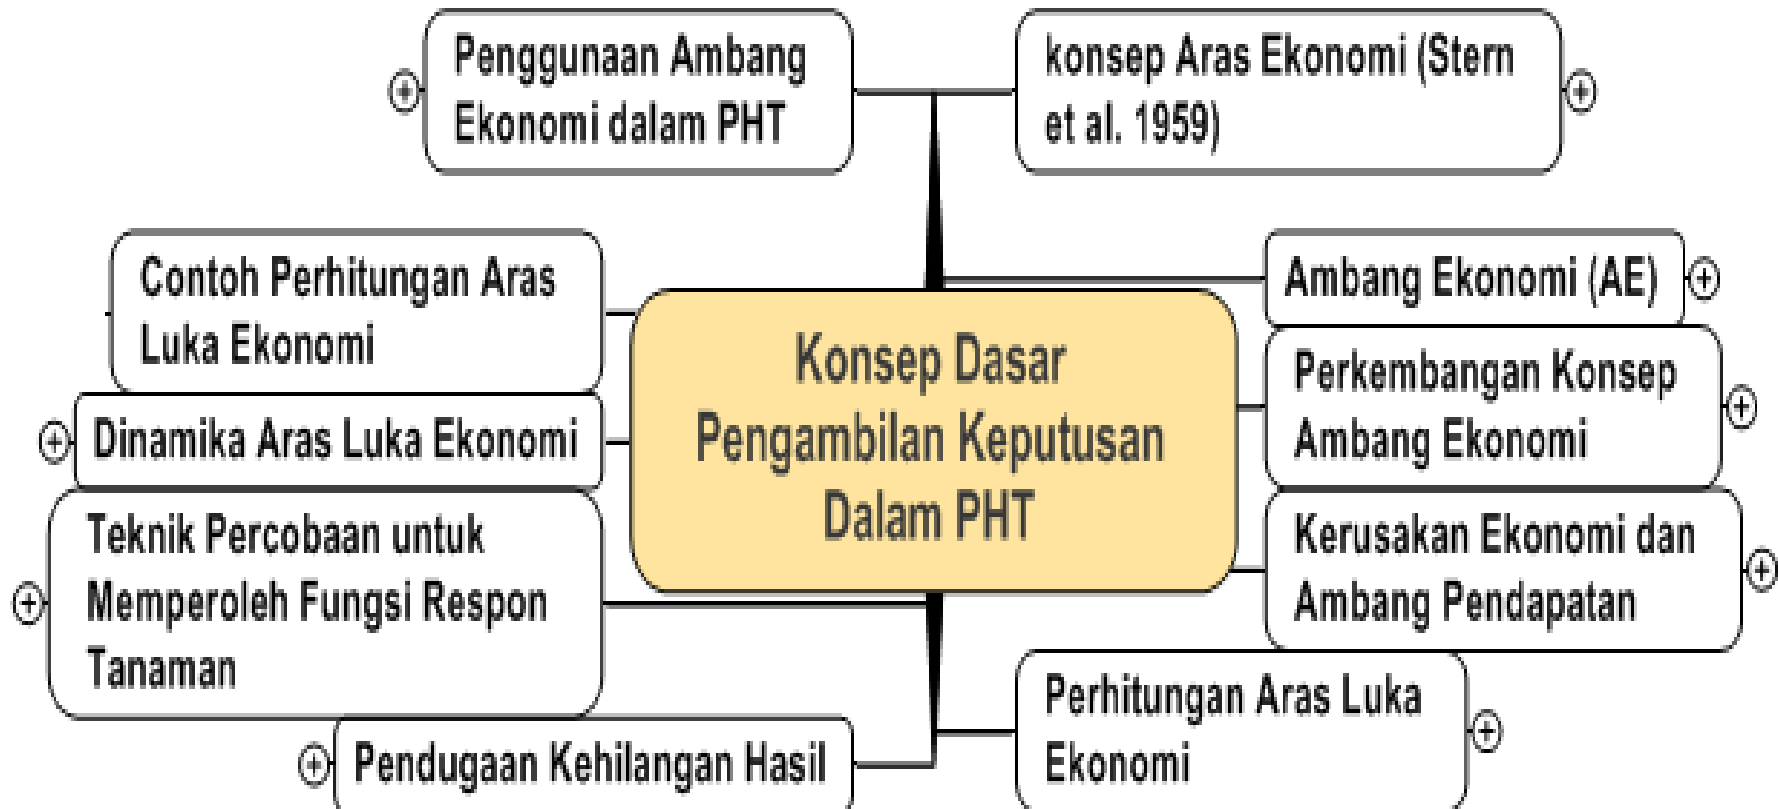 Penggunaan Ambang
Ekonomi dalam PHT
konsep Aras Ekonomi (Stern
et al. 1959)
Contoh Perhitungan Aras
Luka Ekonomi
Ambang Ekonomi (AE)
Konsep Dasar
Pengambilan Keputusan
Dalam PHT
Perkembangan Konsep
Ambang Ekonomi
Dinamika Aras Luka Ekonomi
Kerusakan Ekonomi dan
Ambang Pendapatan
Teknik Percobaan untuk
Memperoleh Fungsi Respon
Tanaman
Perhitungan Aras Luka
Ekonomi
Pendugaan Kehilangan Hasil